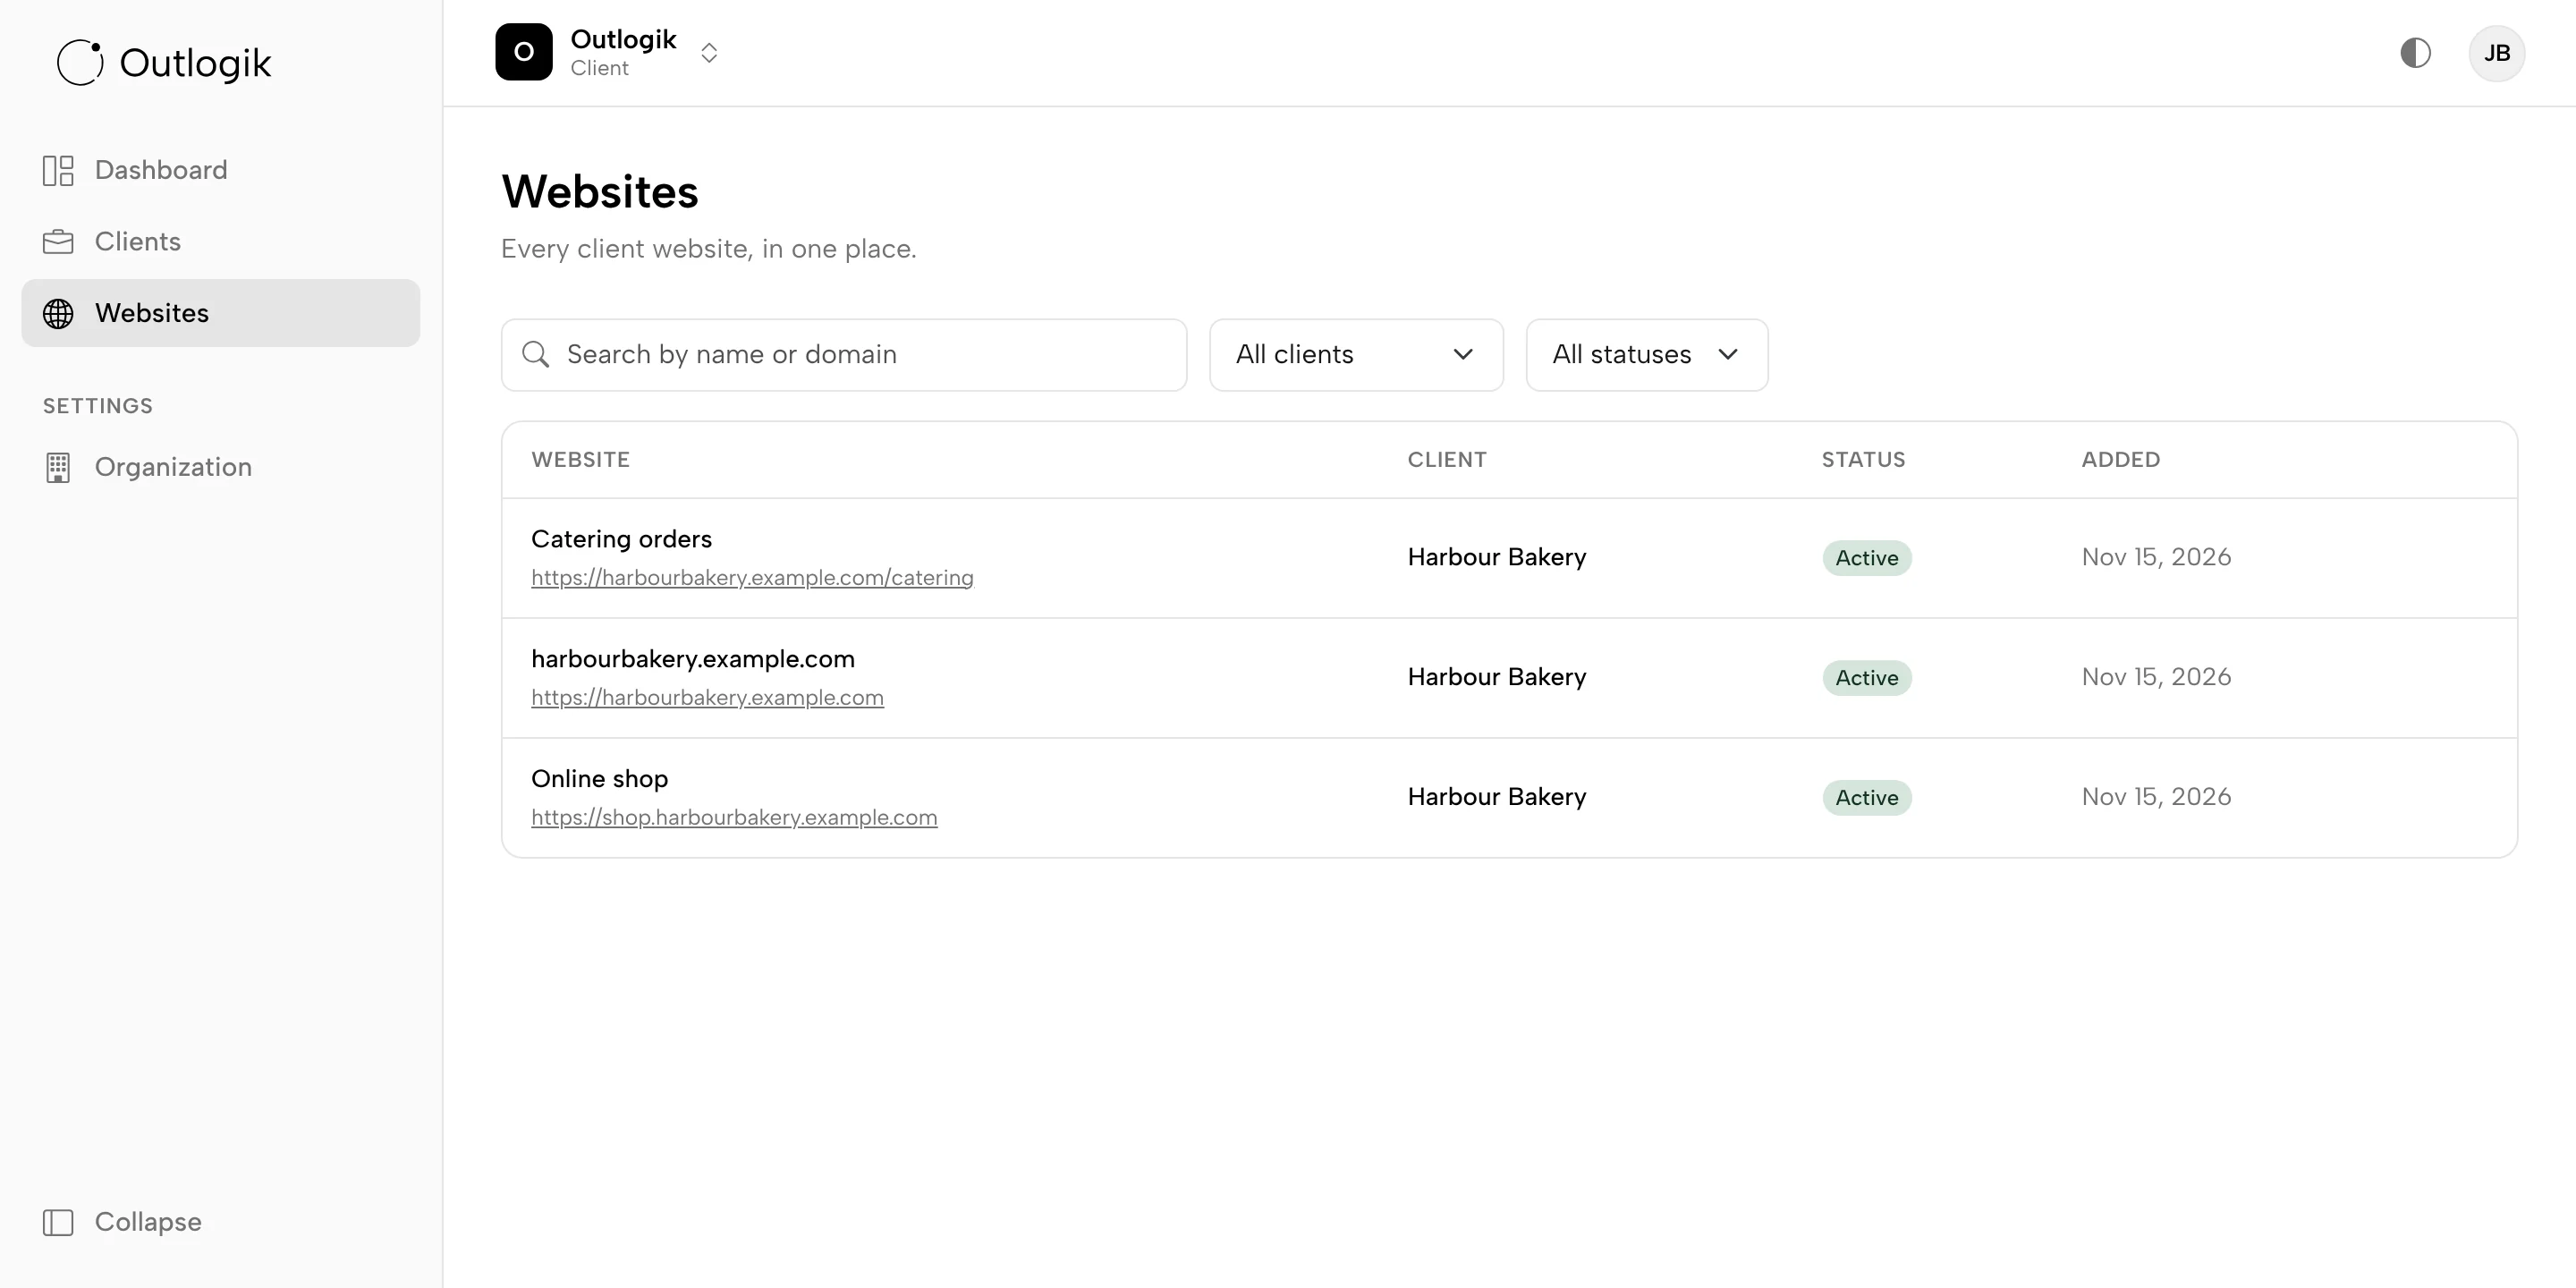 Outlogik
Dashboard
Clients
Websites
SETTINGS
Organization
Collapse
O
Outlogik
Client
JB
Websites
Every client website, in one place.
Search by name or domain
All clients
All statuses
WEBSITE CLIENT STATUS ADDED
Catering orders
https://harbourbakery.example.com/catering
Harbour Bakery Active Nov 15, 2026
harbourbakery.example.com
https://harbourbakery.example.com
Harbour Bakery Active Nov 15, 2026
Online shop
https://shop.harbourbakery.example.com
Harbour Bakery Active Nov 15, 2026